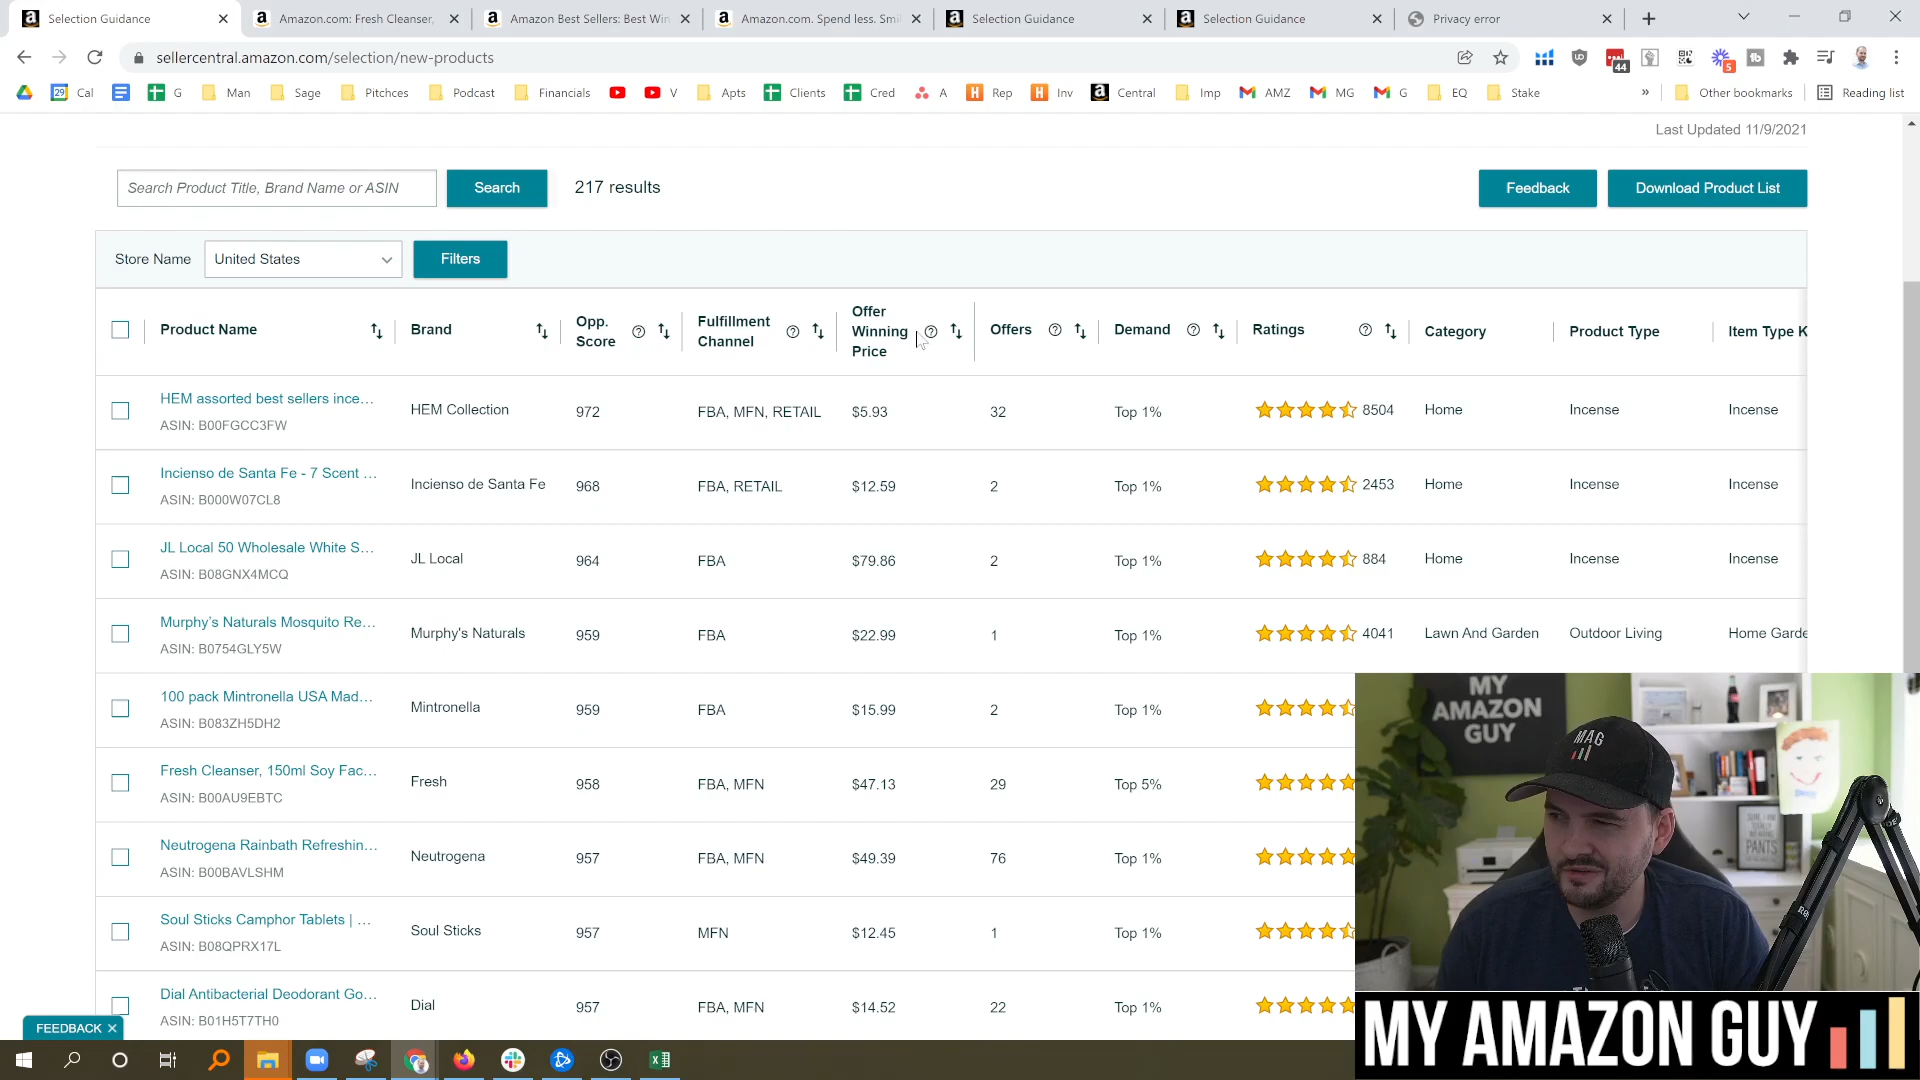 Selection Guidance
Amazon.com: Fresh Cleanser,
Amazon Best Sellers: Best Win
Amazon.com. Spend less. Smil
Selection Guidance
Selection Guidance
Privacy error
sellercentral.amazon.com/selection/new-products
44
5
29
Cal
G
Man
Sage
Pitchces
Podcast
Financials
V
Apts
Clients
Cred
A
Rep
Inv
Central
Imp
AMZ
MG
G
EQ
Stake
»
Other bookmarks
Reading list
Last Updated 11/9/2021
Search Product Title, Brand Name or ASIN
Search
217 results
Feedback
Download Product List
Store Name
United States
Filters
Product Name
Brand
Opp. Score
Fulfillment Channel
Offer Winning Price
Offers
Demand
Ratings
Category
Product Type
Item Type K
HEM assorted best sellers ince…
ASIN: B00FGCC3FW
HEM Collection
972
FBA, MFN, RETAIL
$5.93
32
Top 1%
8504
Home
Incense
Incense
Incienso de Santa Fe - 7 Scent …
ASIN: B000W07CL8
Incienso de Santa Fe
968
FBA, RETAIL
$12.59
2
Top 1%
2453
Home
Incense
Incense
JL Local 50 Wholesale White S…
ASIN: B08GNX4MCQ
JL Local
964
FBA
$79.86
2
Top 1%
884
Home
Incense
Incense
Murphy's Naturals Mosquito Re…
ASIN: B0754GLY5W
Murphy's Naturals
959
FBA
$22.99
1
Top 1%
4041
Lawn And Garden
Outdoor Living
Home Garde
100 pack Mintronella USA Mad…
ASIN: B083ZH5DH2
Mintronella
959
FBA
$15.99
2
Top 1%
Fresh Cleanser, 150ml Soy Fac…
ASIN: B00AU9EBTC
Fresh
958
FBA, MFN
$47.13
29
Top 5%
Neutrogena Rainbath Refreshin…
ASIN: B00BAVLSHM
Neutrogena
957
FBA, MFN
$49.39
76
Top 1%
Soul Sticks Camphor Tablets | …
ASIN: B08QPRX17L
Soul Sticks
957
MFN
$12.45
1
Top 1%
Dial Antibacterial Deodorant Go…
ASIN: B01H5T7TH0
Dial
957
FBA, MFN
$14.52
22
Top 1%
FEEDBACK
MY
AMAZON
GUY
MAG
PANTS
MY AMAZON GUY